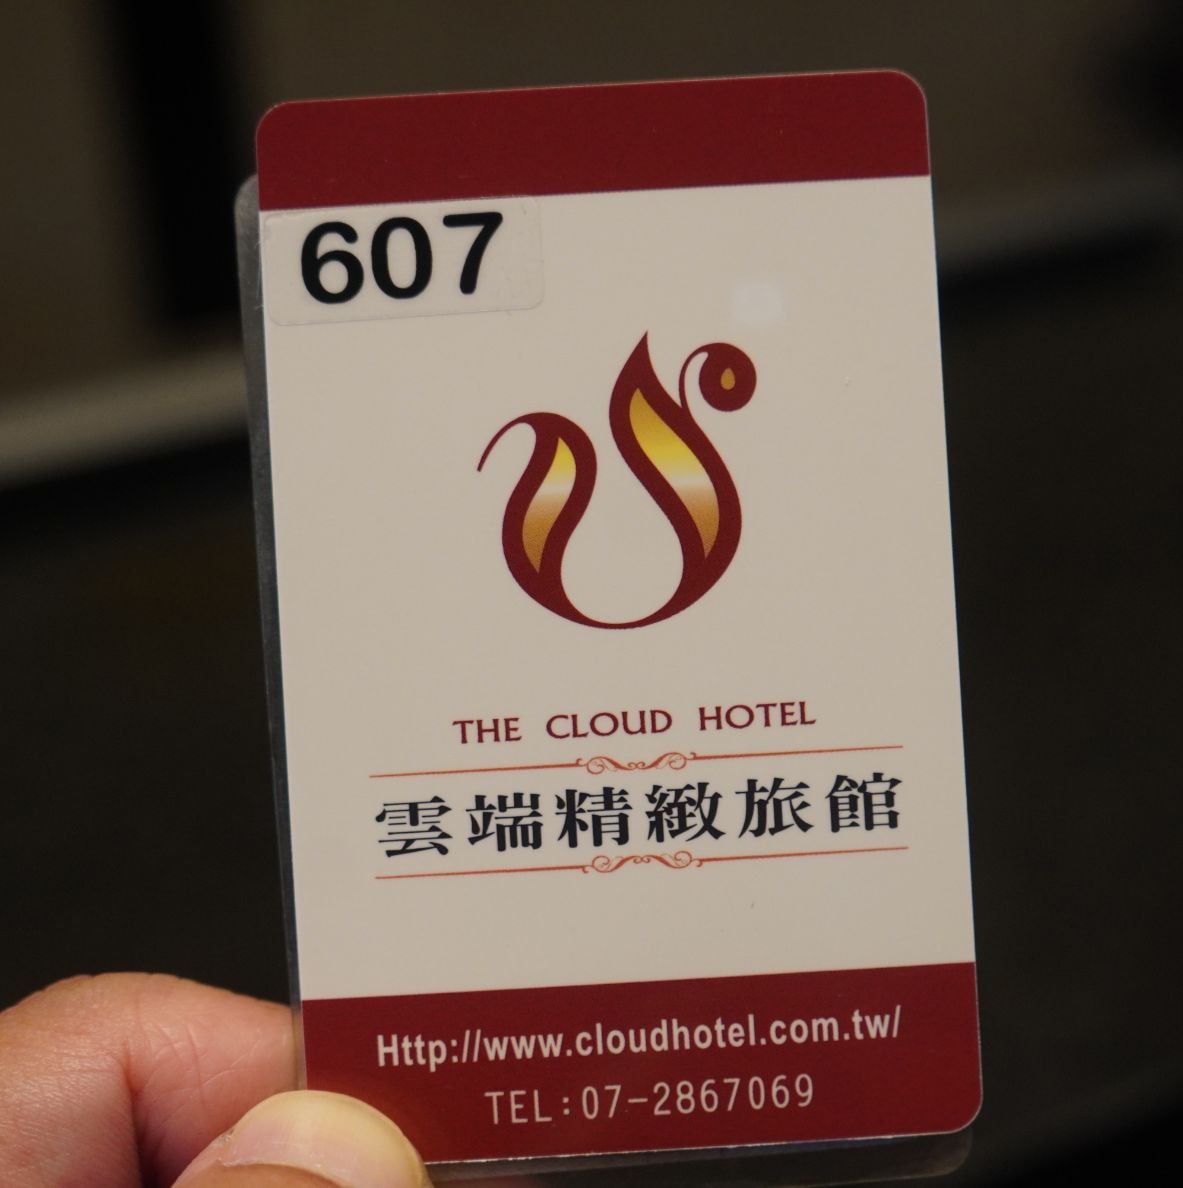 607
THE CLOUD HOTEL
雲端精緻旅館
Http://www.cloudhotel.com.tw/
TEL:07-2867069